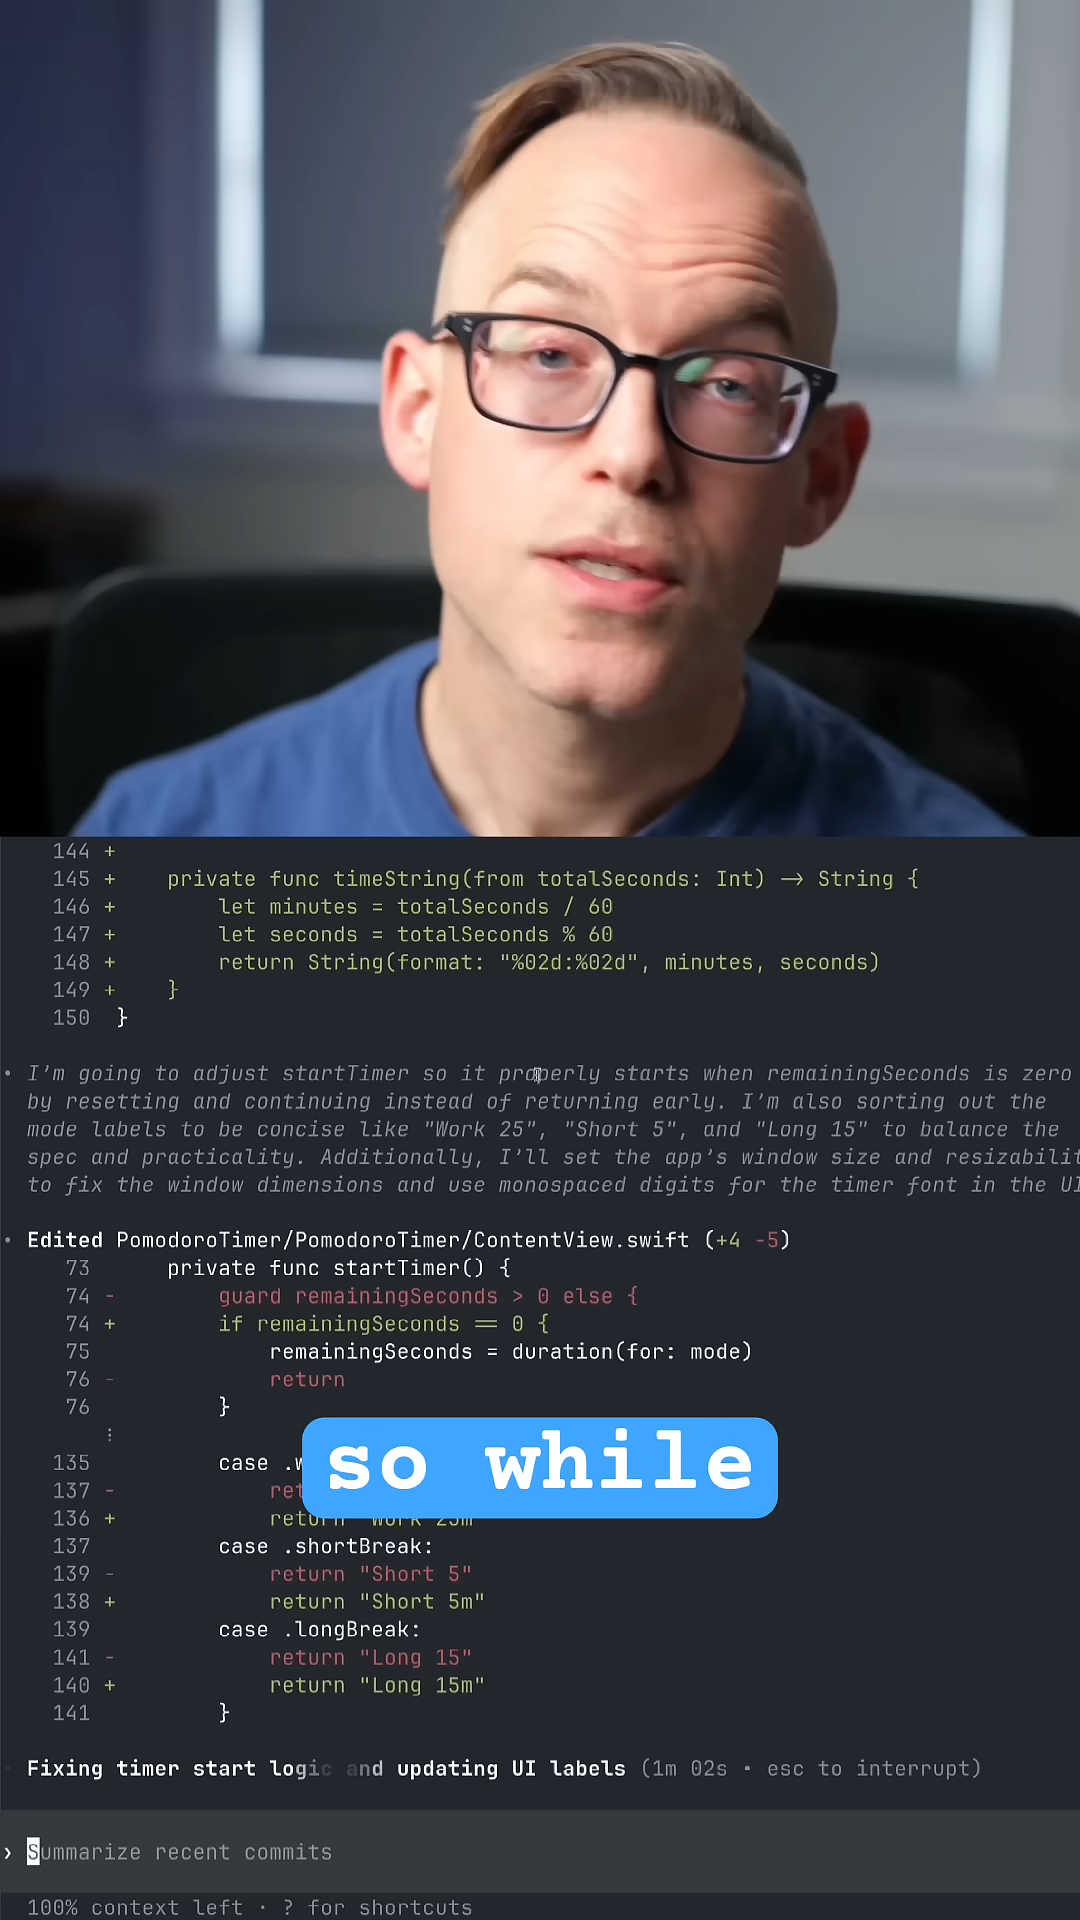 144 +
145 +    private func timeString(from totalSeconds: Int) -> String {
146 +        let minutes = totalSeconds / 60
147 +        let seconds = totalSeconds % 60
148 +        return String(format: "%02d:%02d", minutes, seconds)
149 +    }
150  }
• I'm going to adjust startTimer so it properly starts when remainingSeconds is zero
by resetting and continuing instead of returning early. I'm also sorting out the
mode labels to be concise like "Work 25", "Short 5", and "Long 15" to balance the
spec and practicality. Additionally, I'll set the app's window size and resizabilit
to fix the window dimensions and use monospaced digits for the timer font in the UI
• Edited PomodoroTimer/PomodoroTimer/ContentView.swift (+4 -5)
73      private func startTimer() {
74 -        guard remainingSeconds > 0 else {
74 +        if remainingSeconds == 0 {
75              remainingSeconds = duration(for: mode)
76 -            return
76          }
⋮
135         case .w
137 -            ret
136 +            return "Work 25m"
137         case .shortBreak:
139 -            return "Short 5"
138 +            return "Short 5m"
139         case .longBreak:
141 -            return "Long 15"
140 +            return "Long 15m"
141         }
so while
Fixing timer start logic and updating UI labels (1m 02s • esc to interrupt)
› Summarize recent commits
100% context left · ? for shortcuts